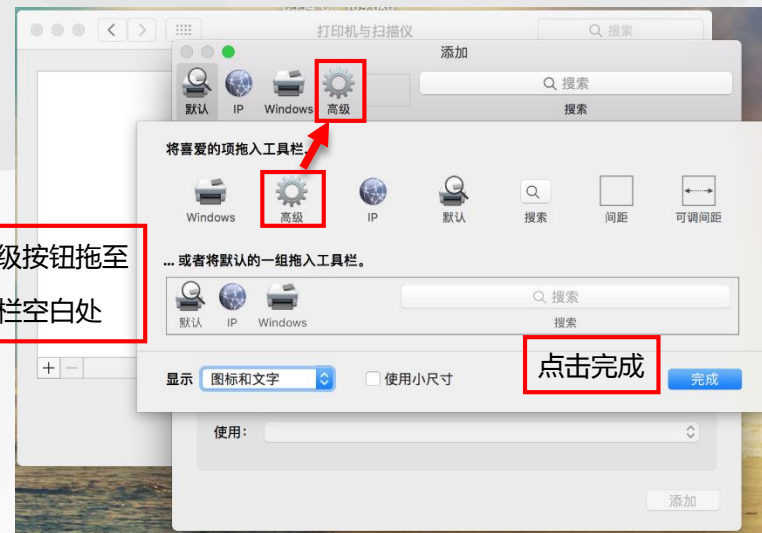 打印机与扫描仪
搜索
添加
默认
IP
Windows
高级
搜索
搜索
将喜爱的项拖入工具栏...
Windows
高级
IP
默认
搜索
间距
可调间距
级按钮拖至
栏空白处
... 或者将默认的一组拖入工具栏。
默认
IP
Windows
搜索
搜索
显示
图标和文字
使用小尺寸
点击完成
完成
使用：
添加